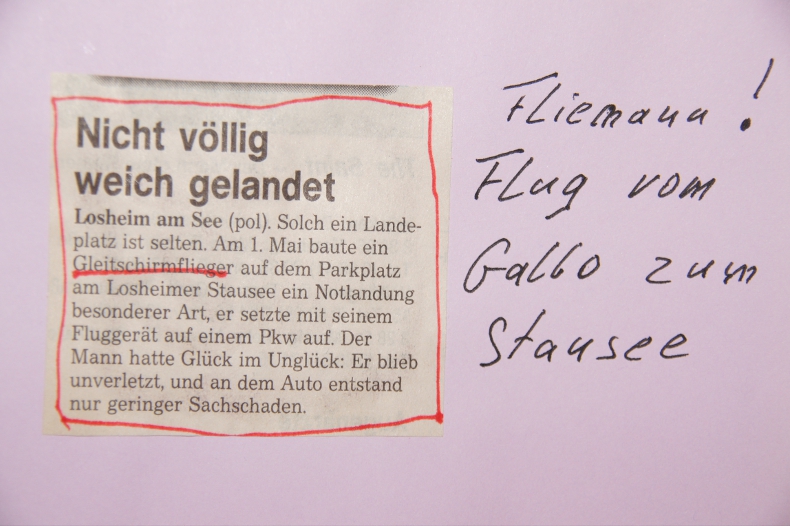 Nicht völlig
weich gelandet
Losheim am See (pol). Solch ein Lande-
platz ist selten. Am 1. Mai baute ein
Gleitschirmflieger auf dem Parkplatz
am Losheimer Stausee ein Notlandung
besonderer Art, er setzte mit seinem
Fluggerät auf einem Pkw auf. Der
Mann hatte Glück im Unglück: Er blieb
unverletzt, und an dem Auto entstand
nur geringer Sachschaden.
Fliemann!
Flug vom
Galbo zum
Stausee